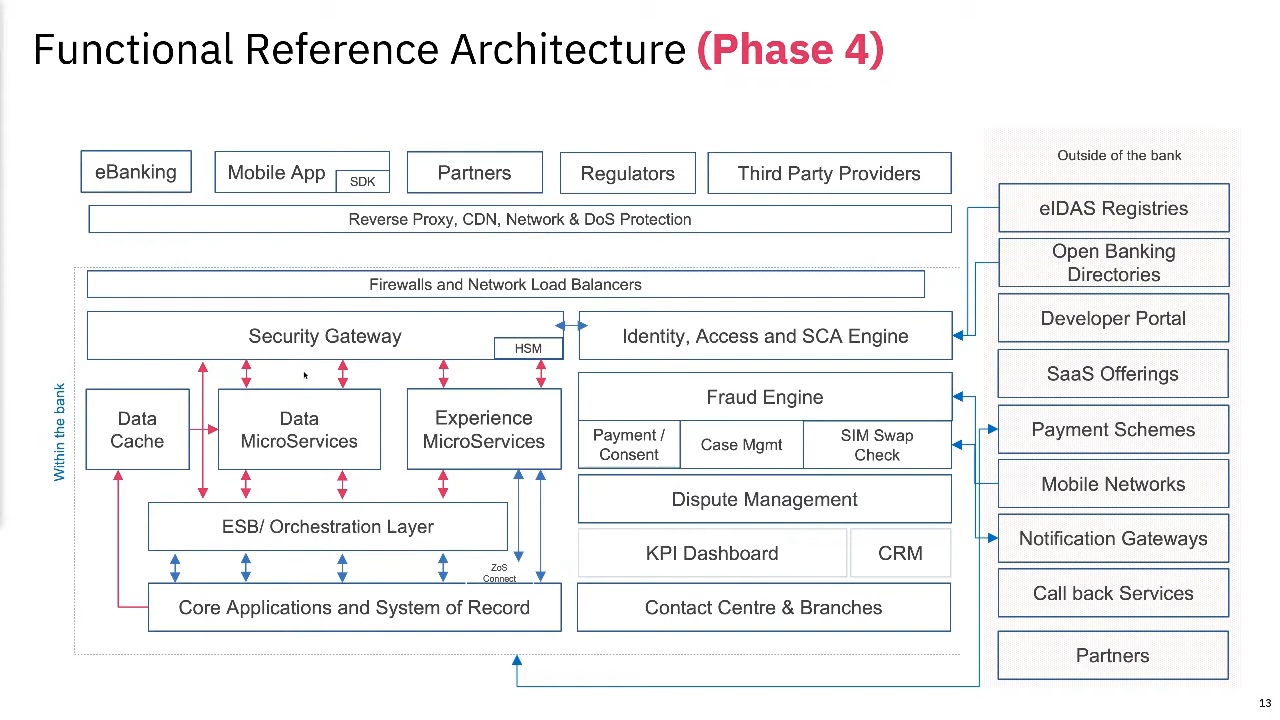 Functional Reference Architecture (Phase 4)
Outside of the bank
eBanking
Mobile App
SDK
Partners
Regulators
Third Party Providers
Reverse Proxy, CDN, Network & DoS Protection
Firewalls and Network Load Balancers
Security Gateway
HSM
Identity, Access and SCA Engine
Within the bank
Data
Cache
Data
MicroServices
Experience
MicroServices
Fraud Engine
Payment /
Consent
Case Mgmt
SIM Swap
Check
ESB/ Orchestration Layer
Dispute Management
KPI Dashboard
CRM
ZoS
Connect
Core Applications and System of Record
Contact Centre & Branches
eIDAS Registries
Open Banking
Directories
Developer Portal
SaaS Offerings
Payment Schemes
Mobile Networks
Notification Gateways
Call back Services
Partners
13